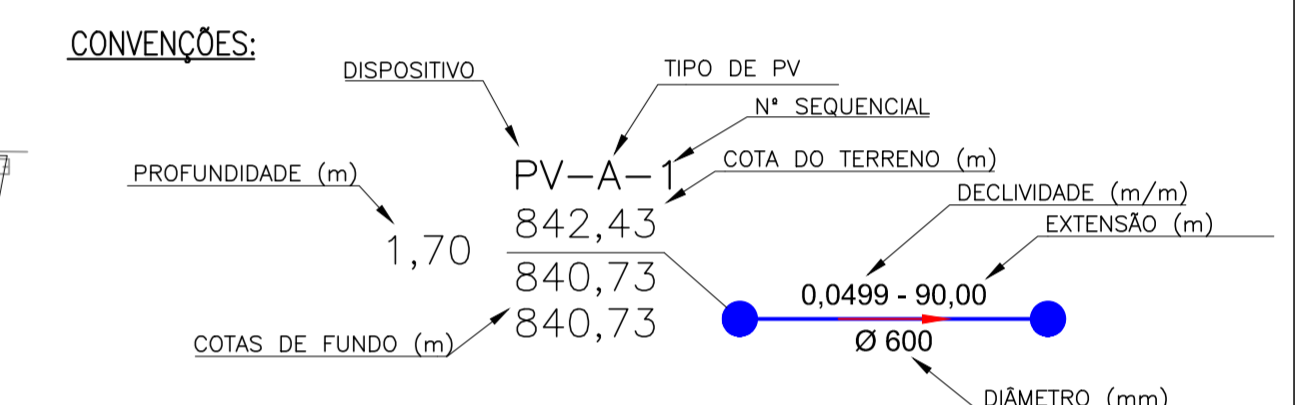 CONVENÇÕES:
DISPOSITIVO
TIPO DE PV
Nº SEQUENCIAL
PV-A-1
COTA DO TERRENO (m)
PROFUNDIDADE (m)
DECLIVIDADE (m/m)
842,43
EXTENSÃO (m)
1,70
840,73
0,0499 - 90,00
840,73
COTAS DE FUNDO (m)
Ø 600
DIÂMETRO (mm)